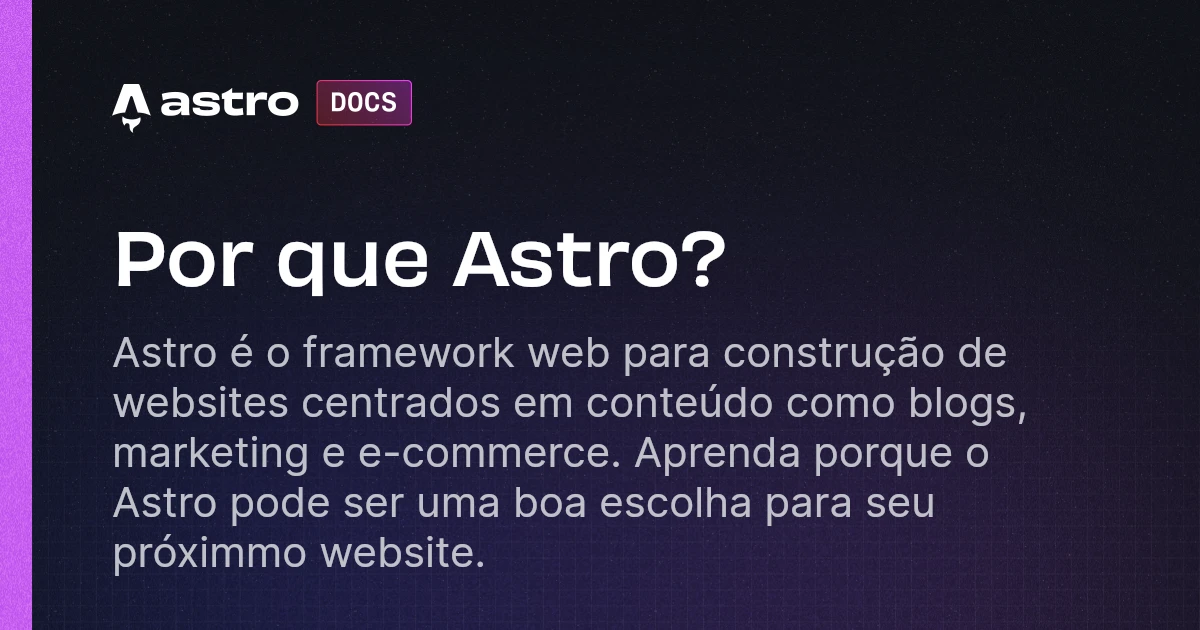 astro DOCS
Por que Astro?
Astro é o framework web para construção de
websites centrados em conteúdo como blogs,
marketing e e-commerce. Aprenda porque o
Astro pode ser uma boa escolha para seu
próximmo website.